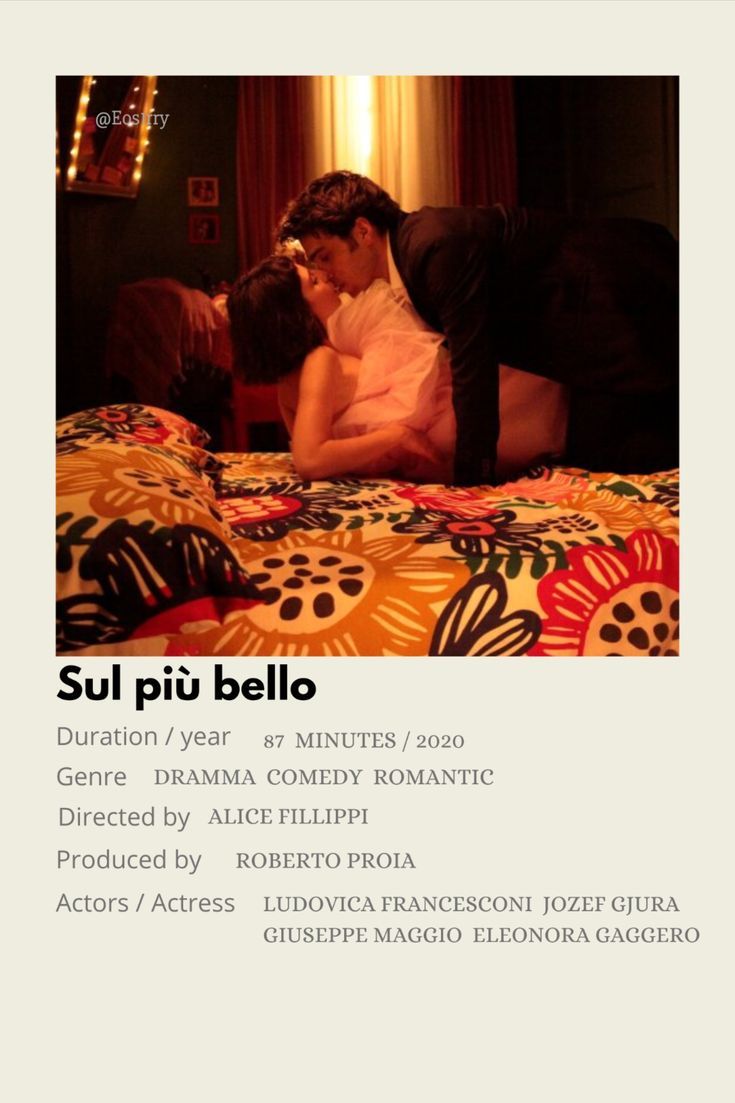 @Eosjrry
Sul più bello
Duration / year 87 MINUTES / 2020
Genre DRAMMA COMEDY ROMANTIC
Directed by ALICE FILLIPPI
Produced by ROBERTO PROIA
Actors / Actress LUDOVICA FRANCESCONI JOZEF GJURA
GIUSEPPE MAGGIO ELEONORA GAGGERO